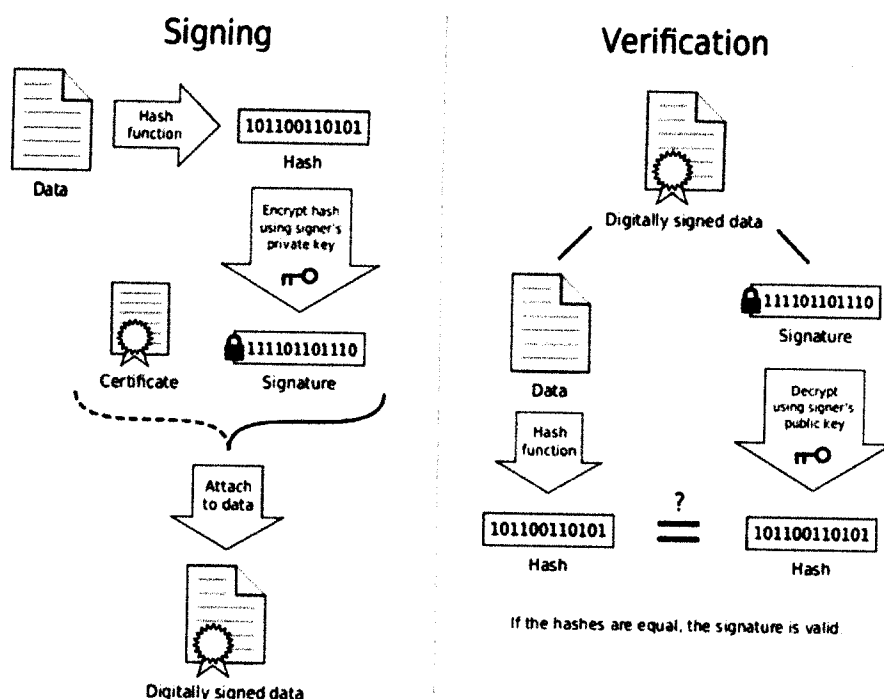 Signing
Hash
function
101100110101
Hash
Data
Encrypt hash
using signer's
private key
Certificate
111101101110
Signature
Attach
to data
Digitally signed data
Verification
Digitally signed data
Data
111101101110
Signature
Hash
function
Decrypt
using signer's
public key
101100110101
Hash
?
=
101100110101
Hash
If the hashes are equal, the signature is valid.